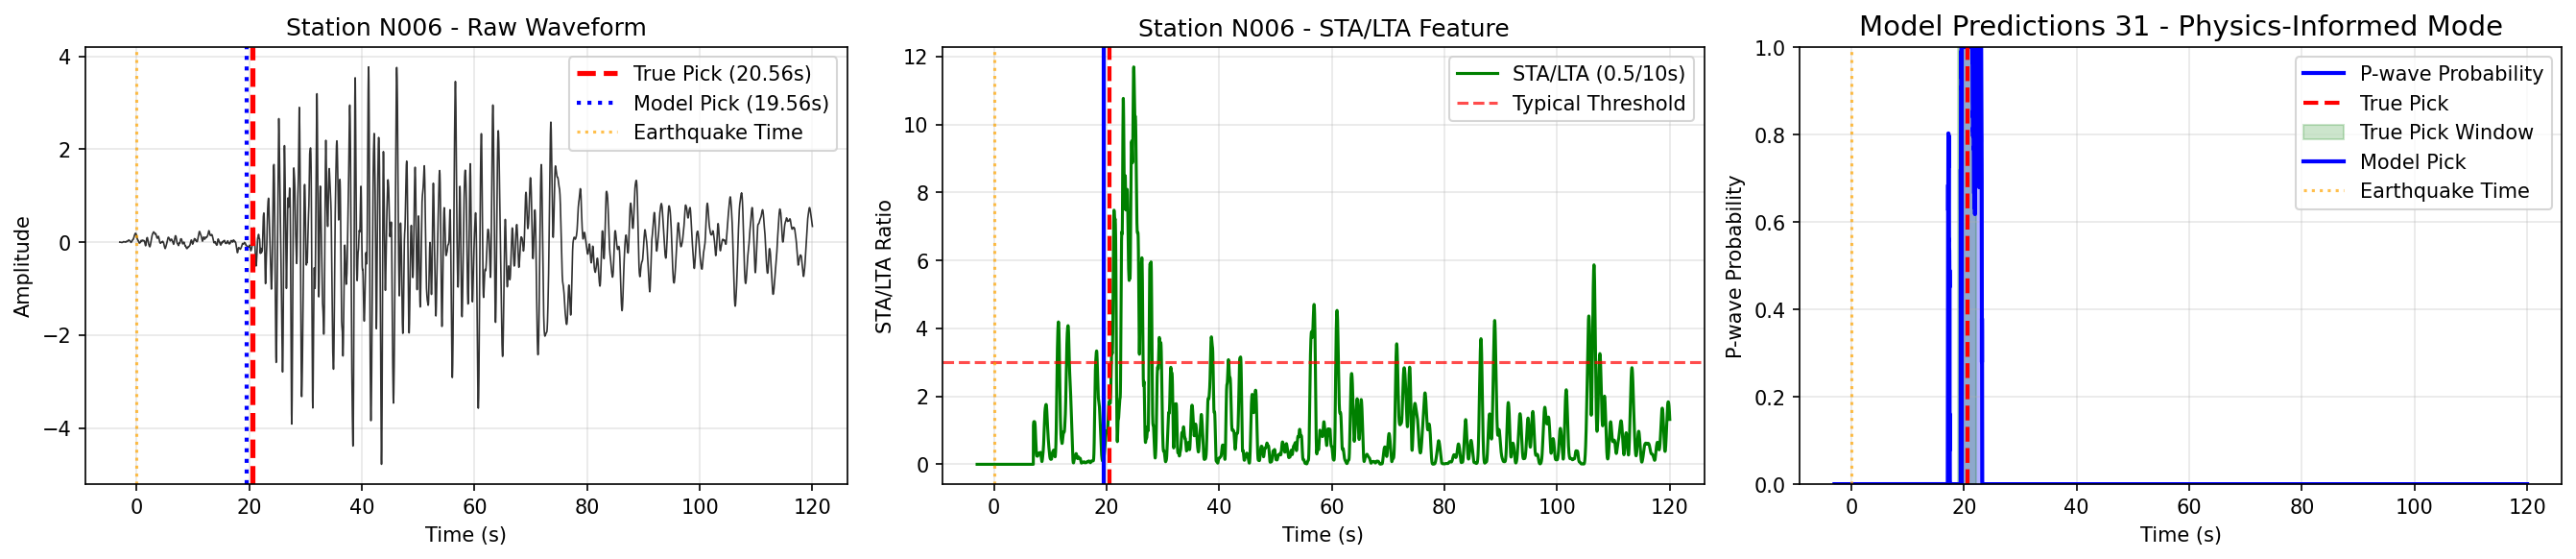 Station N006 - Raw Waveform
Amplitude
4
2
0
−2
−4
True Pick (20.56s)
Model Pick (19.56s)
Earthquake Time
0 20 40 60 80 100 120
Time (s)
Station N006 - STA/LTA Feature
STA/LTA Ratio
12
10
8
6
4
2
0
STA/LTA (0.5/10s)
Typical Threshold
0 20 40 60 80 100 120
Time (s)
Model Predictions 31 - Physics-Informed Mode
P-wave Probability
1.0
0.8
0.6
0.4
0.2
0.0
P-wave Probability
True Pick
True Pick Window
Model Pick
Earthquake Time
0 20 40 60 80 100 120
Time (s)